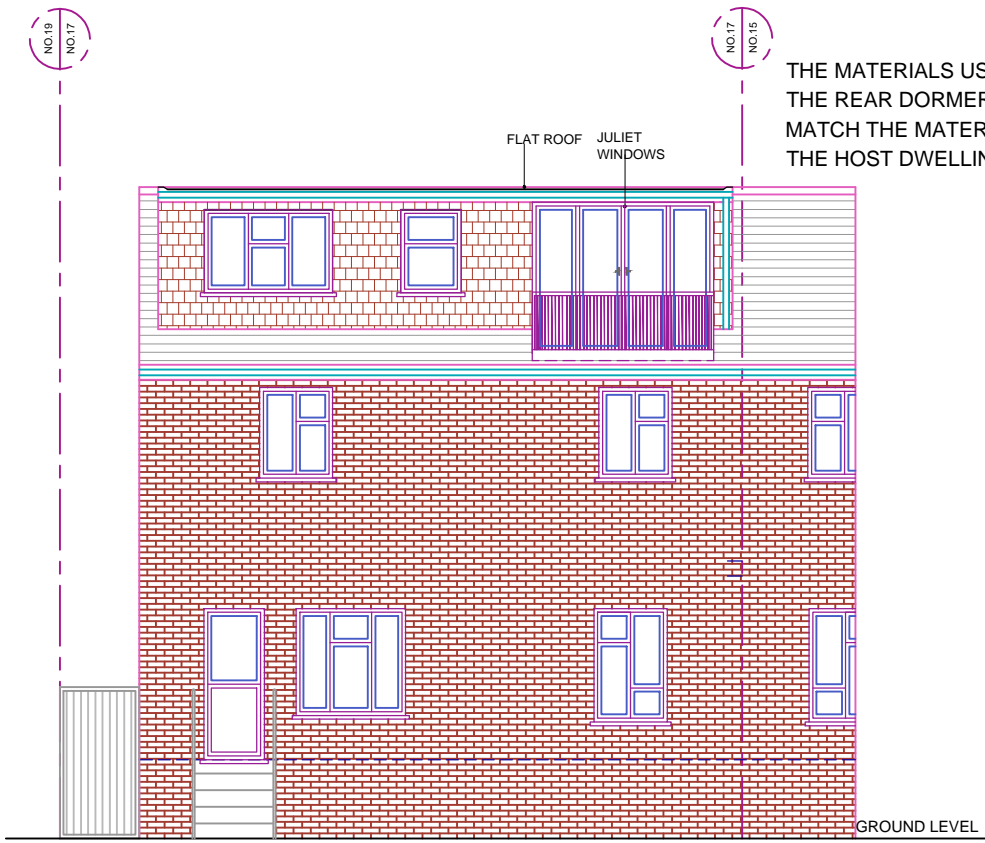 NO.19
NO.17
NO.17
NO.15
THE MATERIALS US
THE REAR DORMER
MATCH THE MATER
THE HOST DWELLIN
FLAT ROOF
JULIET
WINDOWS
GROUND LEVEL